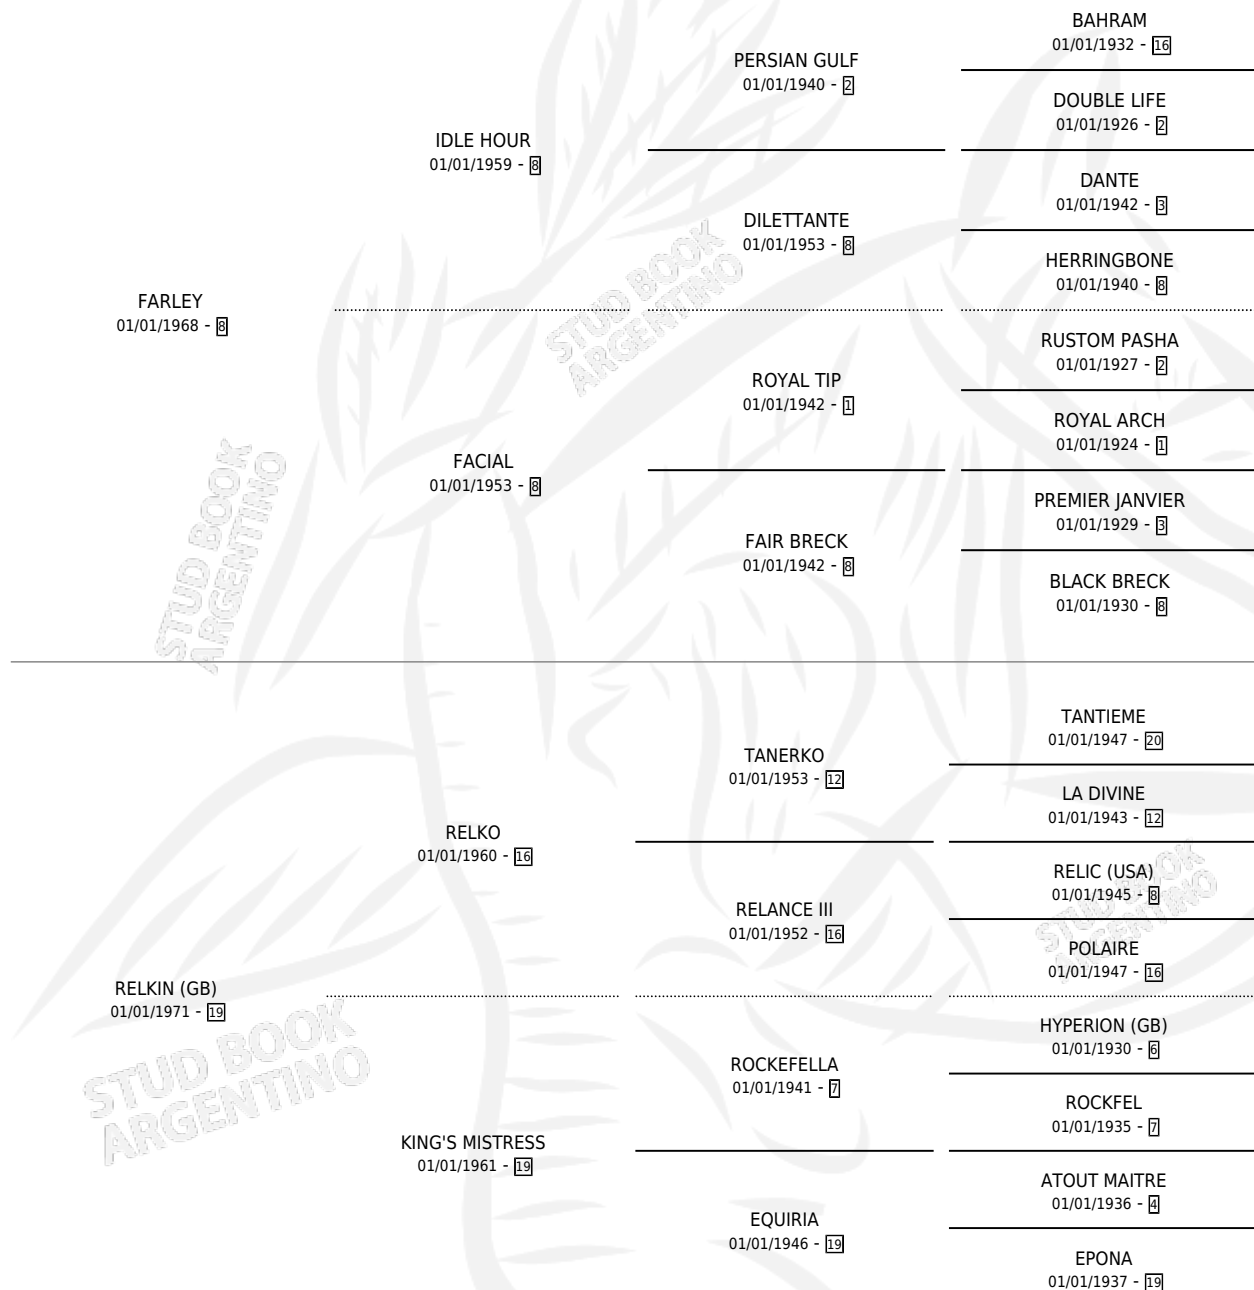 BAHRAM
01/01/1932 - 16
PERSIAN GULF
01/01/1940 - 2
DOUBLE LIFE
01/01/1926 - 2
IDLE HOUR
01/01/1959 - 8
DANTE
01/01/1942 - 3
DILETTANTE
01/01/1953 - 8
HERRINGBONE
01/01/1940 - 8
FARLEY
01/01/1968 - 8
RUSTOM PASHA
01/01/1927 - 2
ROYAL TIP
01/01/1942 - 1
ROYAL ARCH
01/01/1924 - 1
FACIAL
01/01/1953 - 8
PREMIER JANVIER
01/01/1929 - 3
FAIR BRECK
01/01/1942 - 8
BLACK BRECK
01/01/1930 - 8
TANTIEME
01/01/1947 - 20
TANERKO
01/01/1953 - 12
LA DIVINE
01/01/1943 - 12
RELKO
01/01/1960 - 16
RELIC (USA)
01/01/1945 - 8
RELANCE III
01/01/1952 - 16
POLAIRE
01/01/1947 - 16
RELKIN (GB)
01/01/1971 - 19
HYPERION (GB)
01/01/1930 - 6
ROCKEFELLA
01/01/1941 - 7
ROCKFEL
01/01/1935 - 7
KING'S MISTRESS
01/01/1961 - 19
ATOUT MAITRE
01/01/1936 - 4
EQUIRIA
01/01/1946 - 19
EPONA
01/01/1937 - 19
STUD BOOK
ARGENTINO
STUD BOOK
ARGENTINO
STUD BOOK
ARGENTINO
STUD BOOK
ARGENTINO